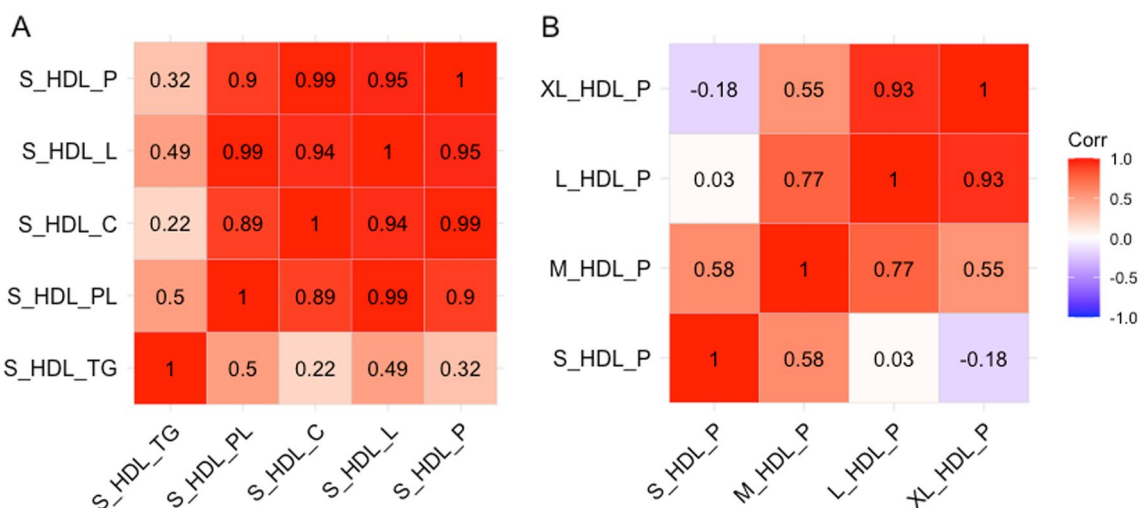 A
S_HDL_P 0.32 0.9 0.99 0.95 1
S_HDL_L 0.49 0.99 0.94 1 0.95
S_HDL_C 0.22 0.89 1 0.94 0.99
S_HDL_PL 0.5 1 0.89 0.99 0.9
S_HDL_TG 1 0.5 0.22 0.49 0.32
S_HDL_TG S_HDL_PL S_HDL_C S_HDL_L S_HDL_P
B
XL_HDL_P -0.18 0.55 0.93 1
L_HDL_P 0.03 0.77 1 0.93
M_HDL_P 0.58 1 0.77 0.55
S_HDL_P 1 0.58 0.03 -0.18
S_HDL_P M_HDL_P L_HDL_P XL_HDL_P
Corr
1.0
0.5
0.0
-0.5
-1.0